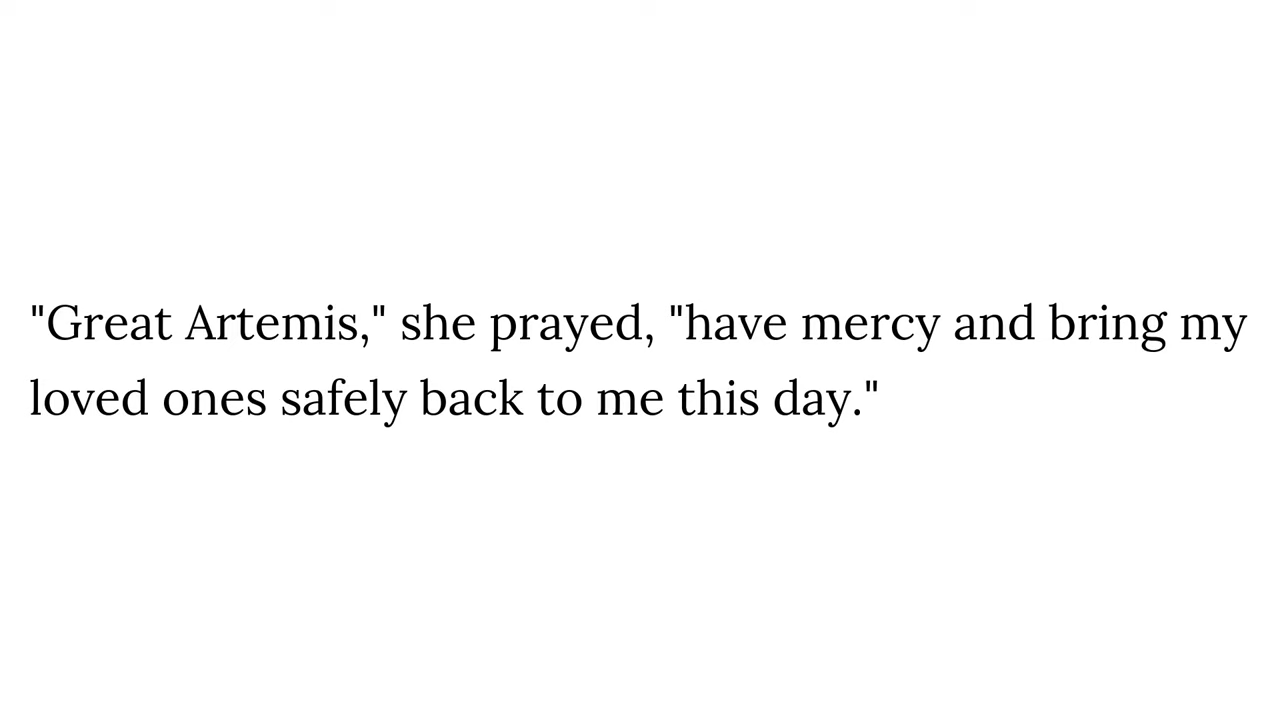 "Great Artemis," she prayed, "have mercy and bring my
loved ones safely back to me this day."